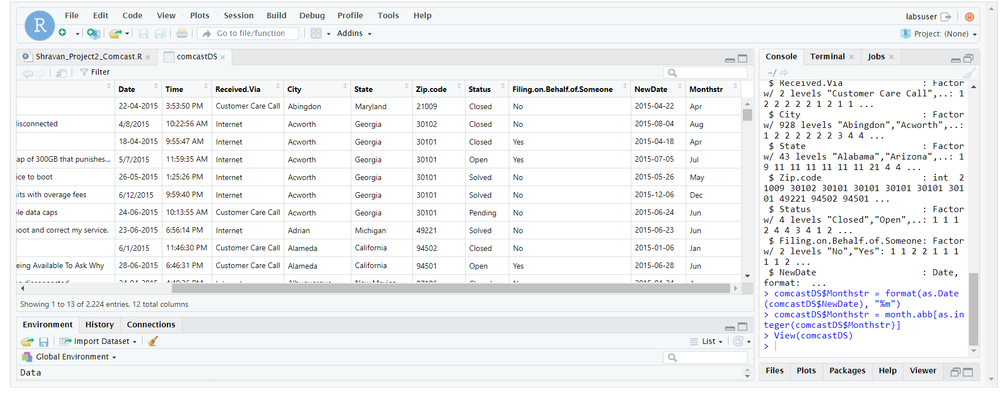 File Edit Code View Plots Session Build Debug Profile Tools Help
labsuser
Go to file/function
Addins
Project: (None)
Shravan_Project2_Comcast.R
comcastDS
Filter
Date Time Received.Via City State Zip.code Status Filing.on.Behalf.of.Someone NewDate Monthstr
22-04-2015 3:53:50 PM Customer Care Call Abingdon Maryland 21009 Closed No 2015-04-22 Apr
isconnected 4/8/2015 10:22:56 AM Internet Acworth Georgia 30102 Closed No 2015-08-04 Aug
18-04-2015 9:55:47 AM Internet Acworth Georgia 30101 Closed Yes 2015-04-18 Apr
ap of 300GB that punishes... 5/7/2015 11:59:35 AM Internet Acworth Georgia 30101 Open Yes 2015-07-05 Jul
ice to boot 26-05-2015 1:25:26 PM Internet Acworth Georgia 30101 Solved No 2015-05-26 May
its with overage fees 6/12/2015 9:59:40 PM Internet Acworth Georgia 30101 Solved No 2015-12-06 Dec
le data caps 24-06-2015 10:13:55 AM Customer Care Call Acworth Georgia 30101 Pending No 2015-06-24 Jun
oot and correct my service. 23-06-2015 6:56:14 PM Internet Adrian Michigan 49221 Solved No 2015-06-23 Jun
6/1/2015 11:46:30 PM Customer Care Call Alameda California 94502 Closed No 2015-01-06 Jan
eing Available To Ask Why 28-06-2015 6:46:31 PM Customer Care Call Alameda California 94501 Open Yes 2015-06-28 Jun
Showing 1 to 13 of 2,224 entries, 12 total columns
Environment History Connections
Import Dataset
List
Global Environment
Data
Console Terminal Jobs
~/
$ Received.Via : Factor
w/ 2 levels "Customer Care Call",..: 1
2 2 2 2 2 1 2 1 1 ...
$ City : Factor
w/ 928 levels "Abingdon","Acworth",..:
1 2 2 2 2 2 2 3 4 4 ...
$ State : Factor
w/ 43 levels "Alabama","Arizona",..: 1
9 11 11 11 11 11 11 21 4 4 ...
$ Zip.code : int 2
1009 30102 30101 30101 30101 30101 301
01 49221 94502 94501 ...
$ Status : Factor
w/ 4 levels "Closed","Open",..: 1 1 1
2 4 4 3 4 1 2 ...
$ Filing.on.Behalf.of.Someone: Factor
w/ 2 levels "No","Yes": 1 1 2 2 1 1 1
1 1 2 ...
$ NewDate : Date,
format: ...
> comcastDS$Monthstr = format(as.Date
(comcastDS$NewDate), "%m")
> comcastDS$Monthstr = month.abb[as.in
teger(comcastDS$Monthstr)]
> View(comcastDS)
>
Files Plots Packages Help Viewer